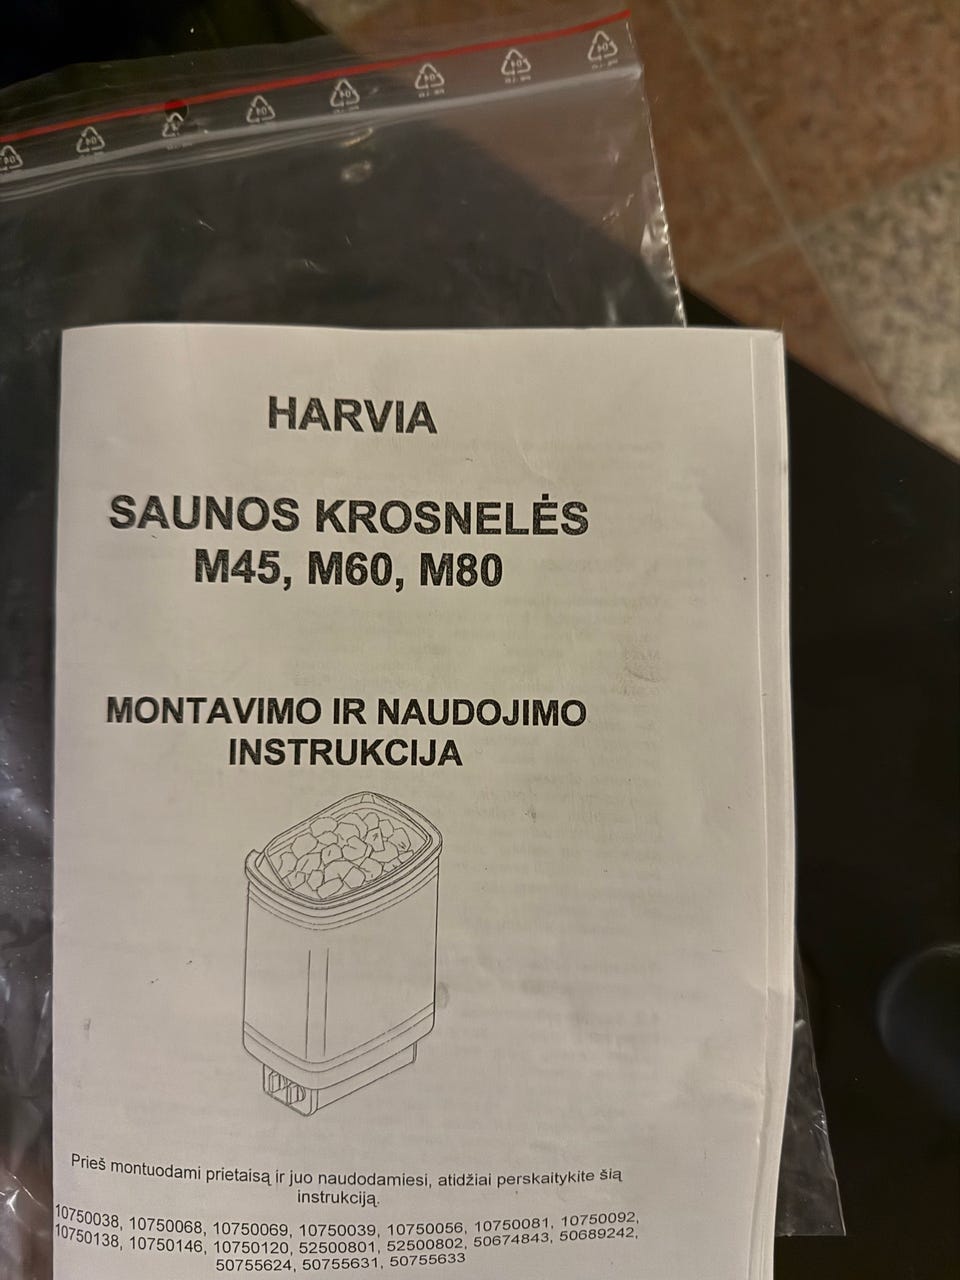 HARVIA
SAUNOS KROSNELĖS
M45, M60, M80
MONTAVIMO IR NAUDOJIMO
INSTRUKCIJA
Prieš montuodami prietaisą ir juo naudodamiesi, atidžiai perskaitykite šią
instrukciją.
10750038, 10750068, 10750069, 10750039, 10750056, 10750081, 10750092,
10750138, 10750146, 10750120, 52500801, 52500802, 50674843, 50689242,
50755624, 50755631, 50755633